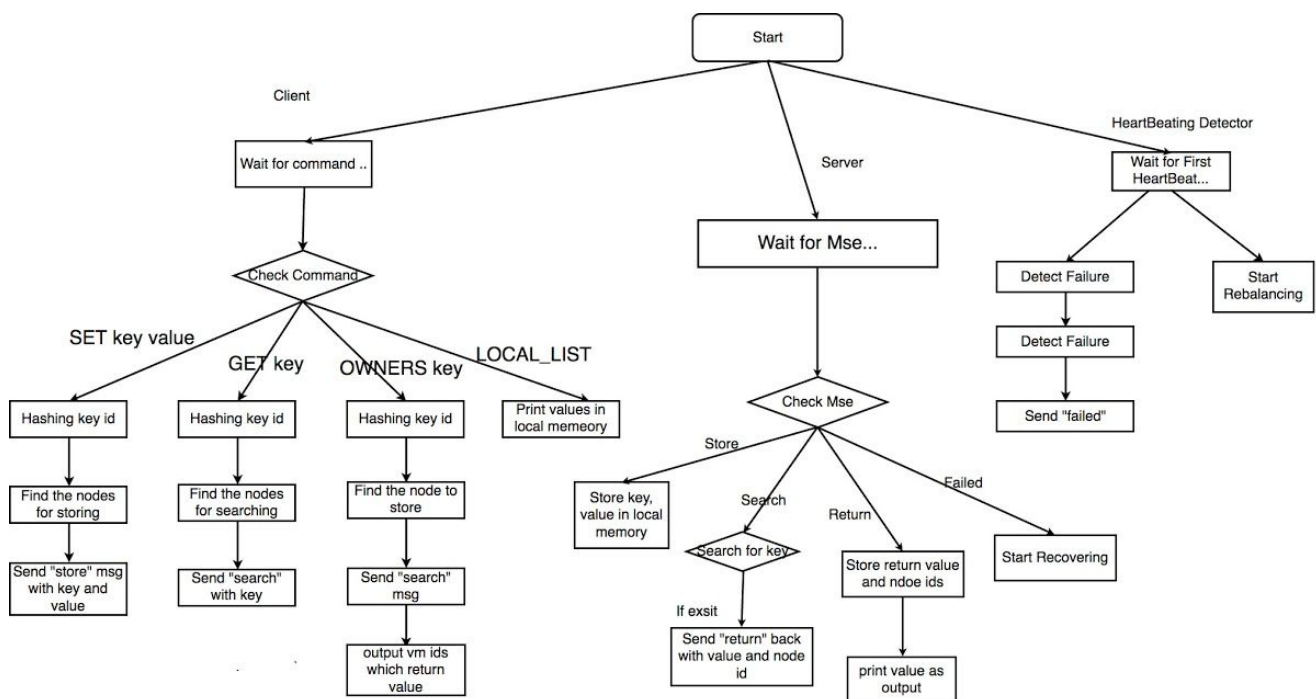 Start
Client
HeartBeating Detector
Wait for command ..
Server
Wait for First
HeartBeat...
Wait for Mse...
Check Command
Detect Failure
Start
Rebalancing
SET key value
GET key
OWNERS key
LOCAL_LIST
Detect Failure
Check Mse
Hashing key id
Hashing key id
Hashing key id
Print values in
local memeory
Send "failed"
Store
Search
Return
Failed
Find the nodes
for storing
Find the nodes
for searching
Find the node to
store
Store key,
value in local
memory
Search for key
Store return value
and ndoe ids
Start Recovering
Send "store" msg
with key and
value
Send "search"
with key
Send "search"
msg
If exsit
output vm ids
which return
value
Send "return" back
with value and node
id
print value as
output